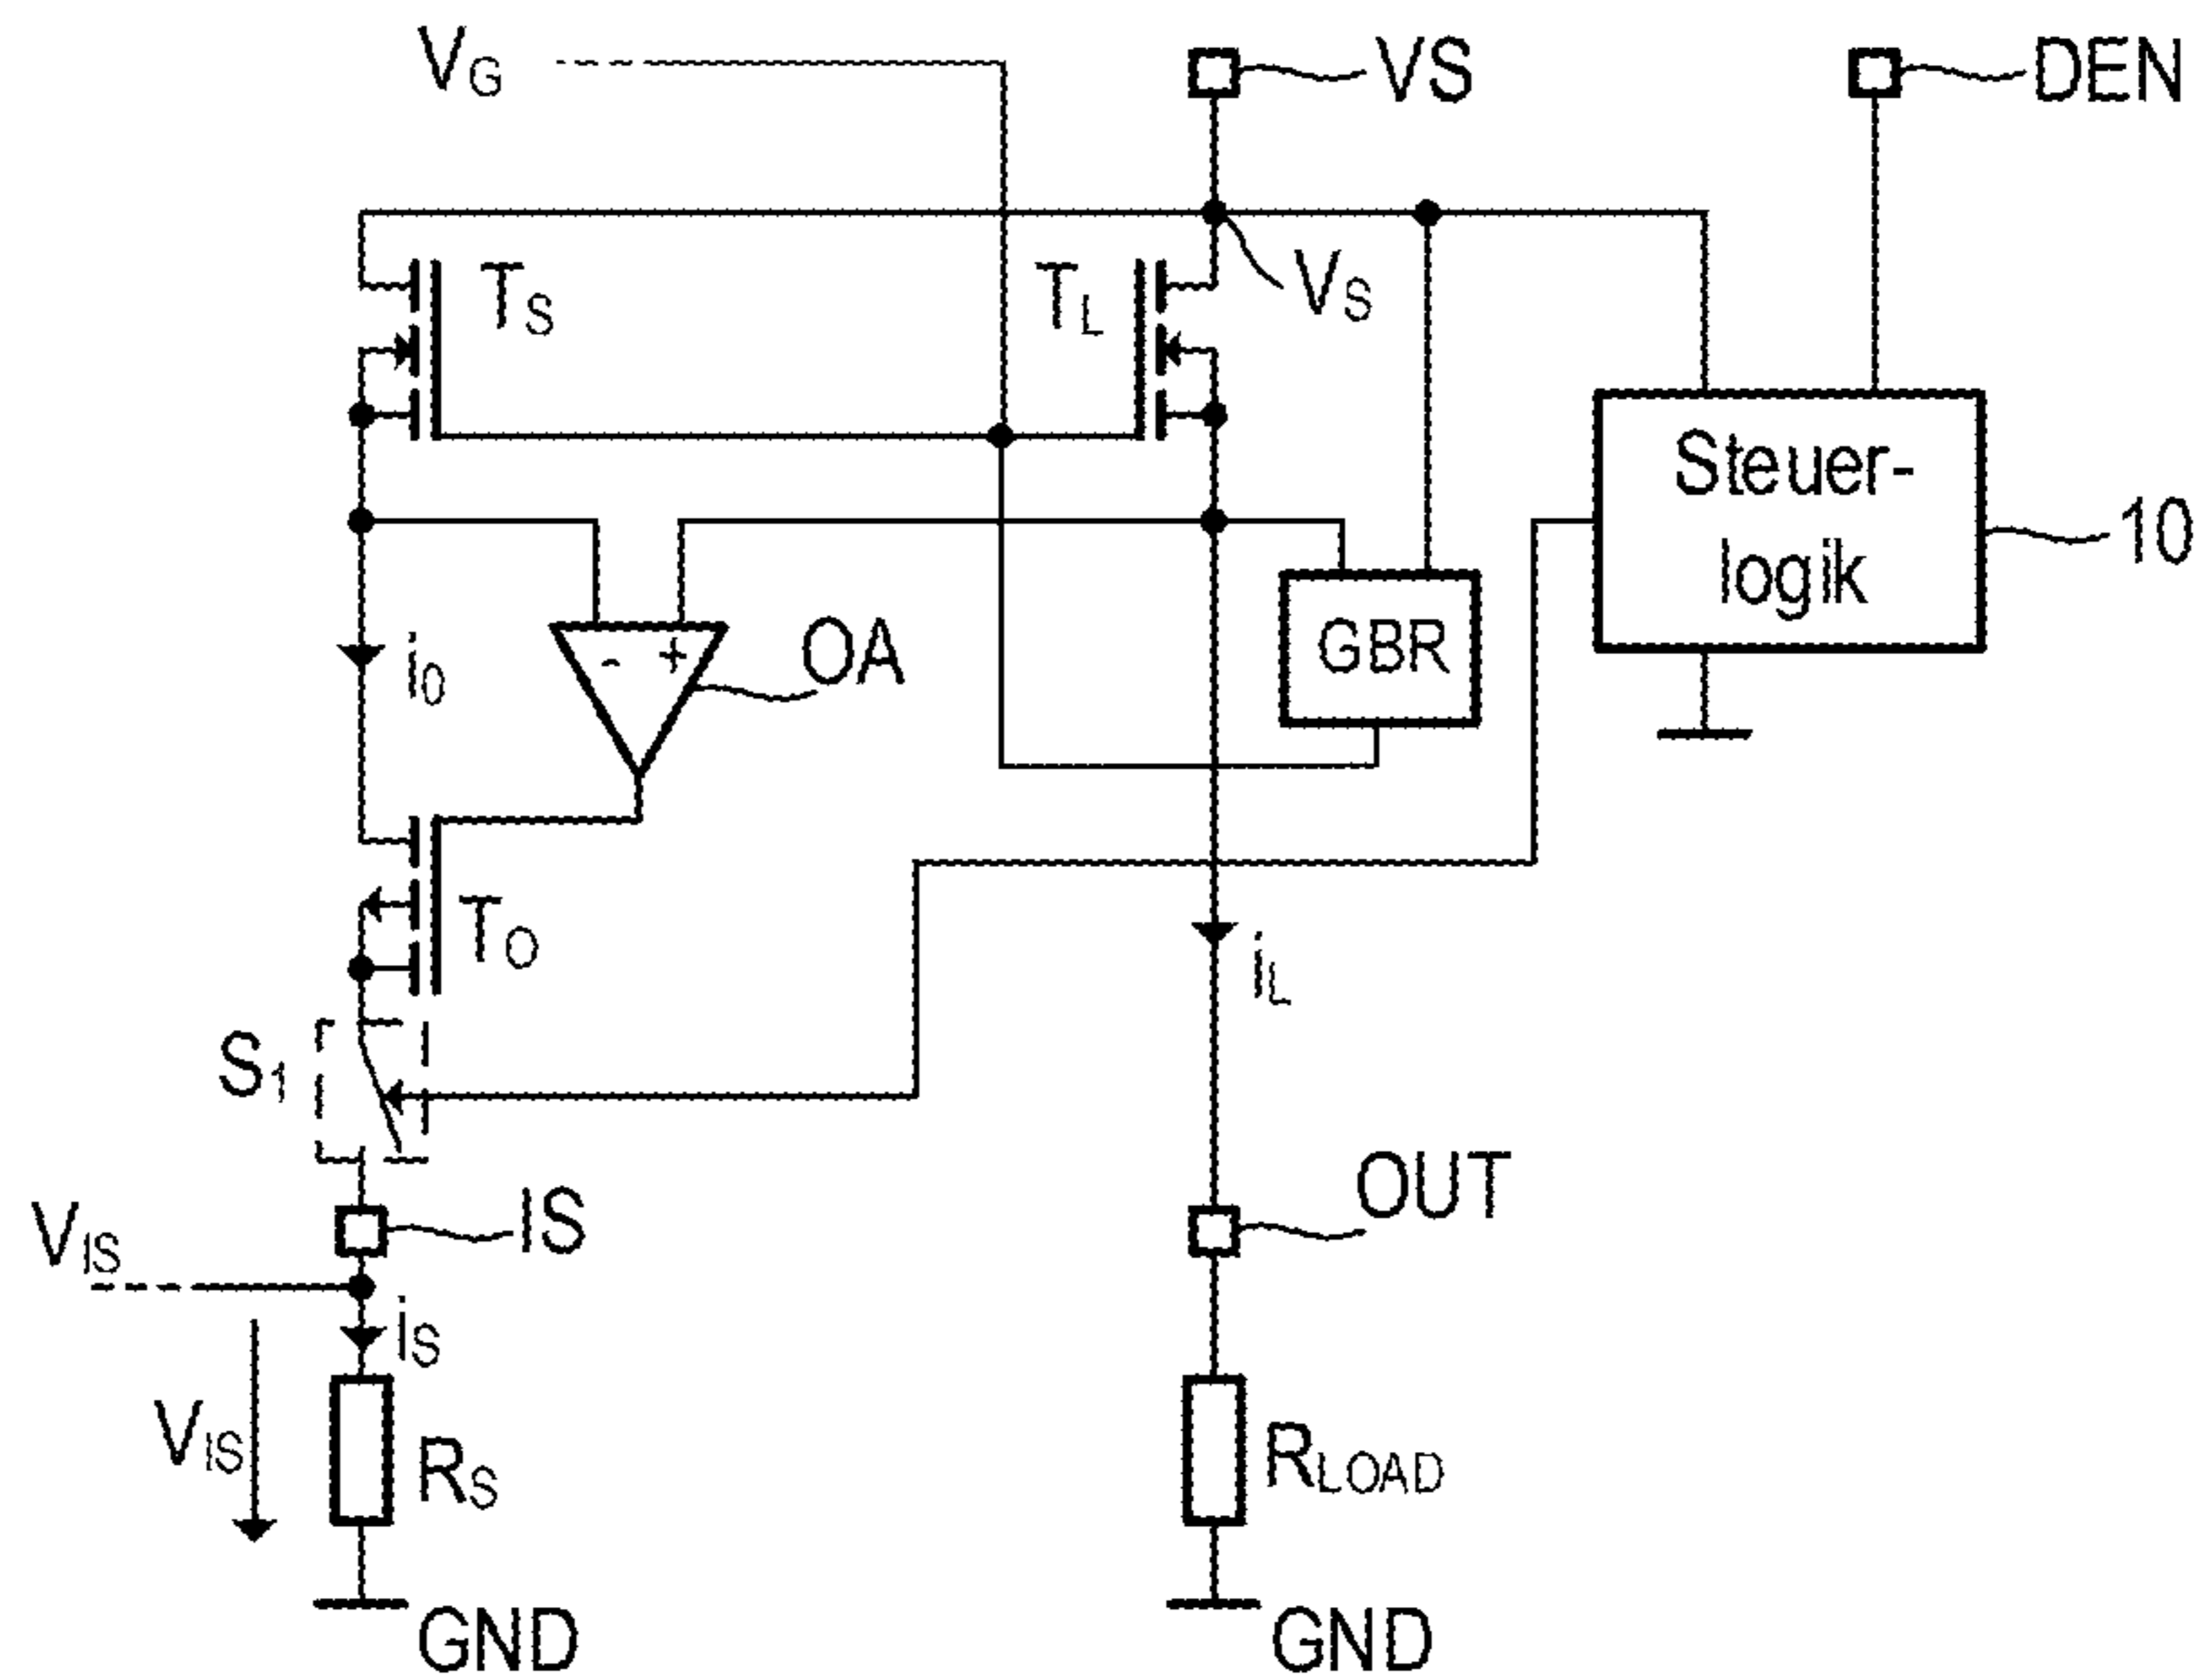 VG
VS
DEN
TS
TL
VS
Steuer-
logik
10
i0
- +
OA
GBR
TO
iL
S1
IS
OUT
VIS
iS
VIS
RS
RLOAD
GND
GND